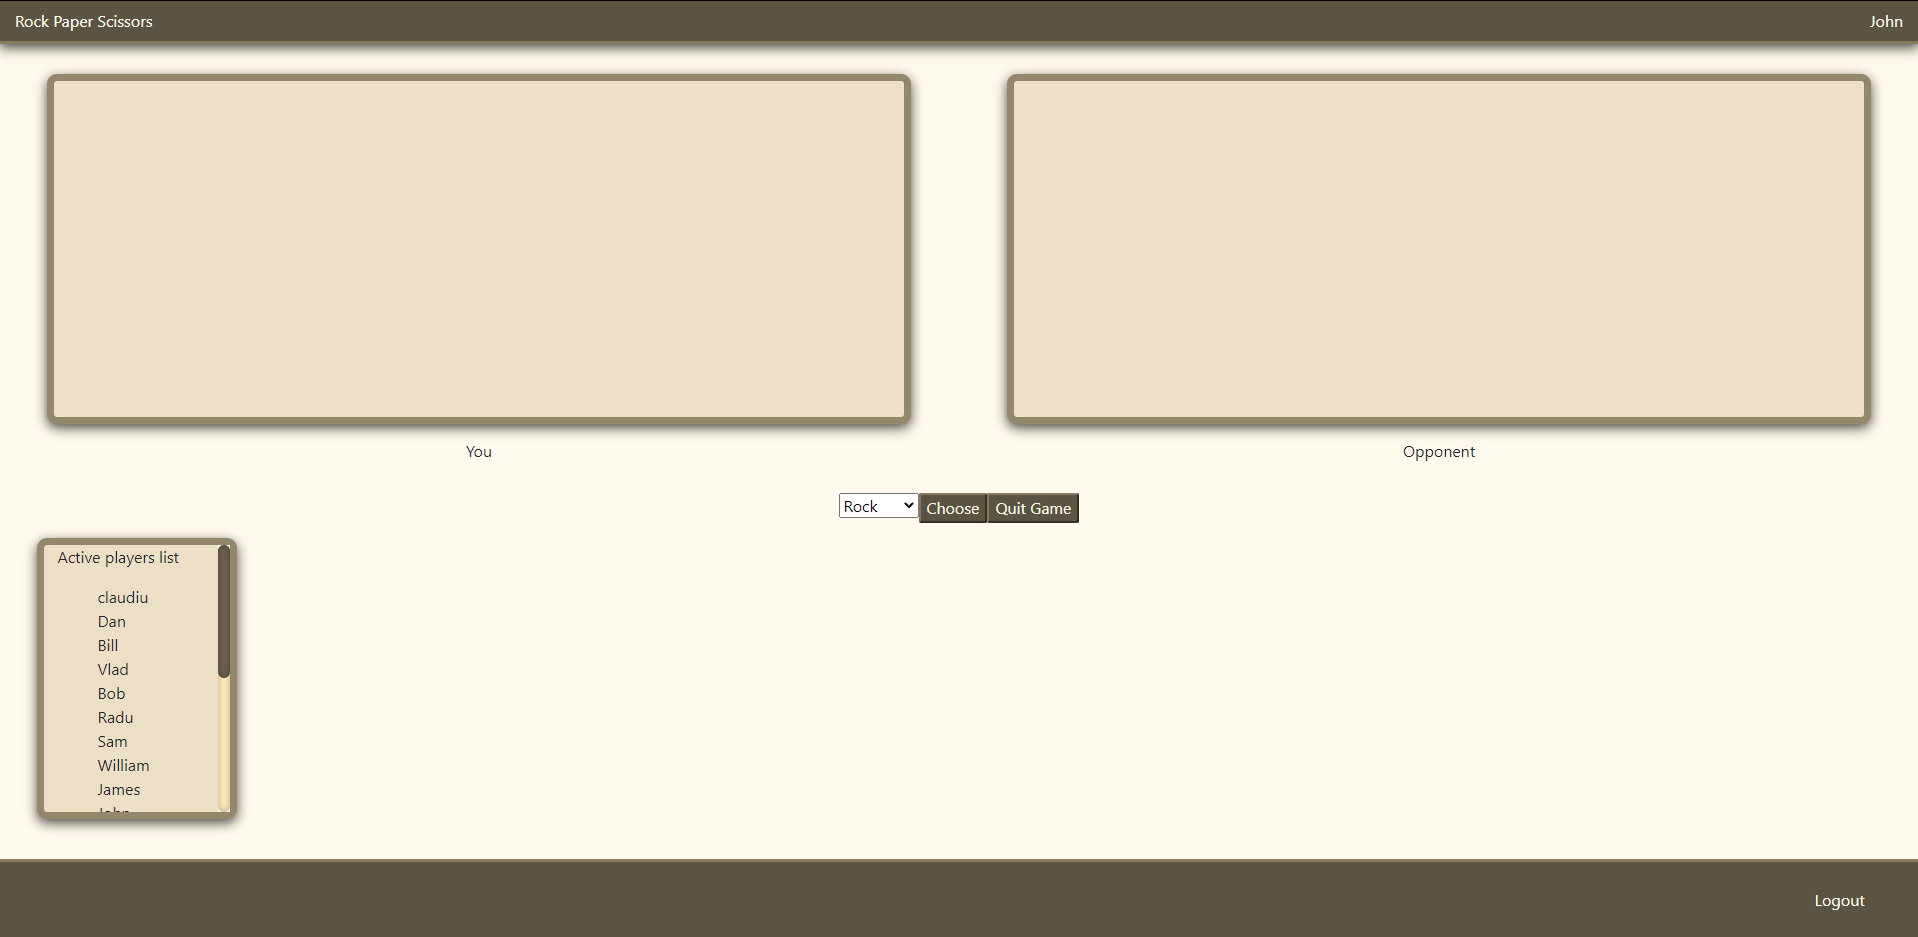 Rock Paper Scissors
John
You
Opponent
Rock
Choose
Quit Game
Active players list
claudiu
Dan
Bill
Vlad
Bob
Radu
Sam
William
James
John
Logout